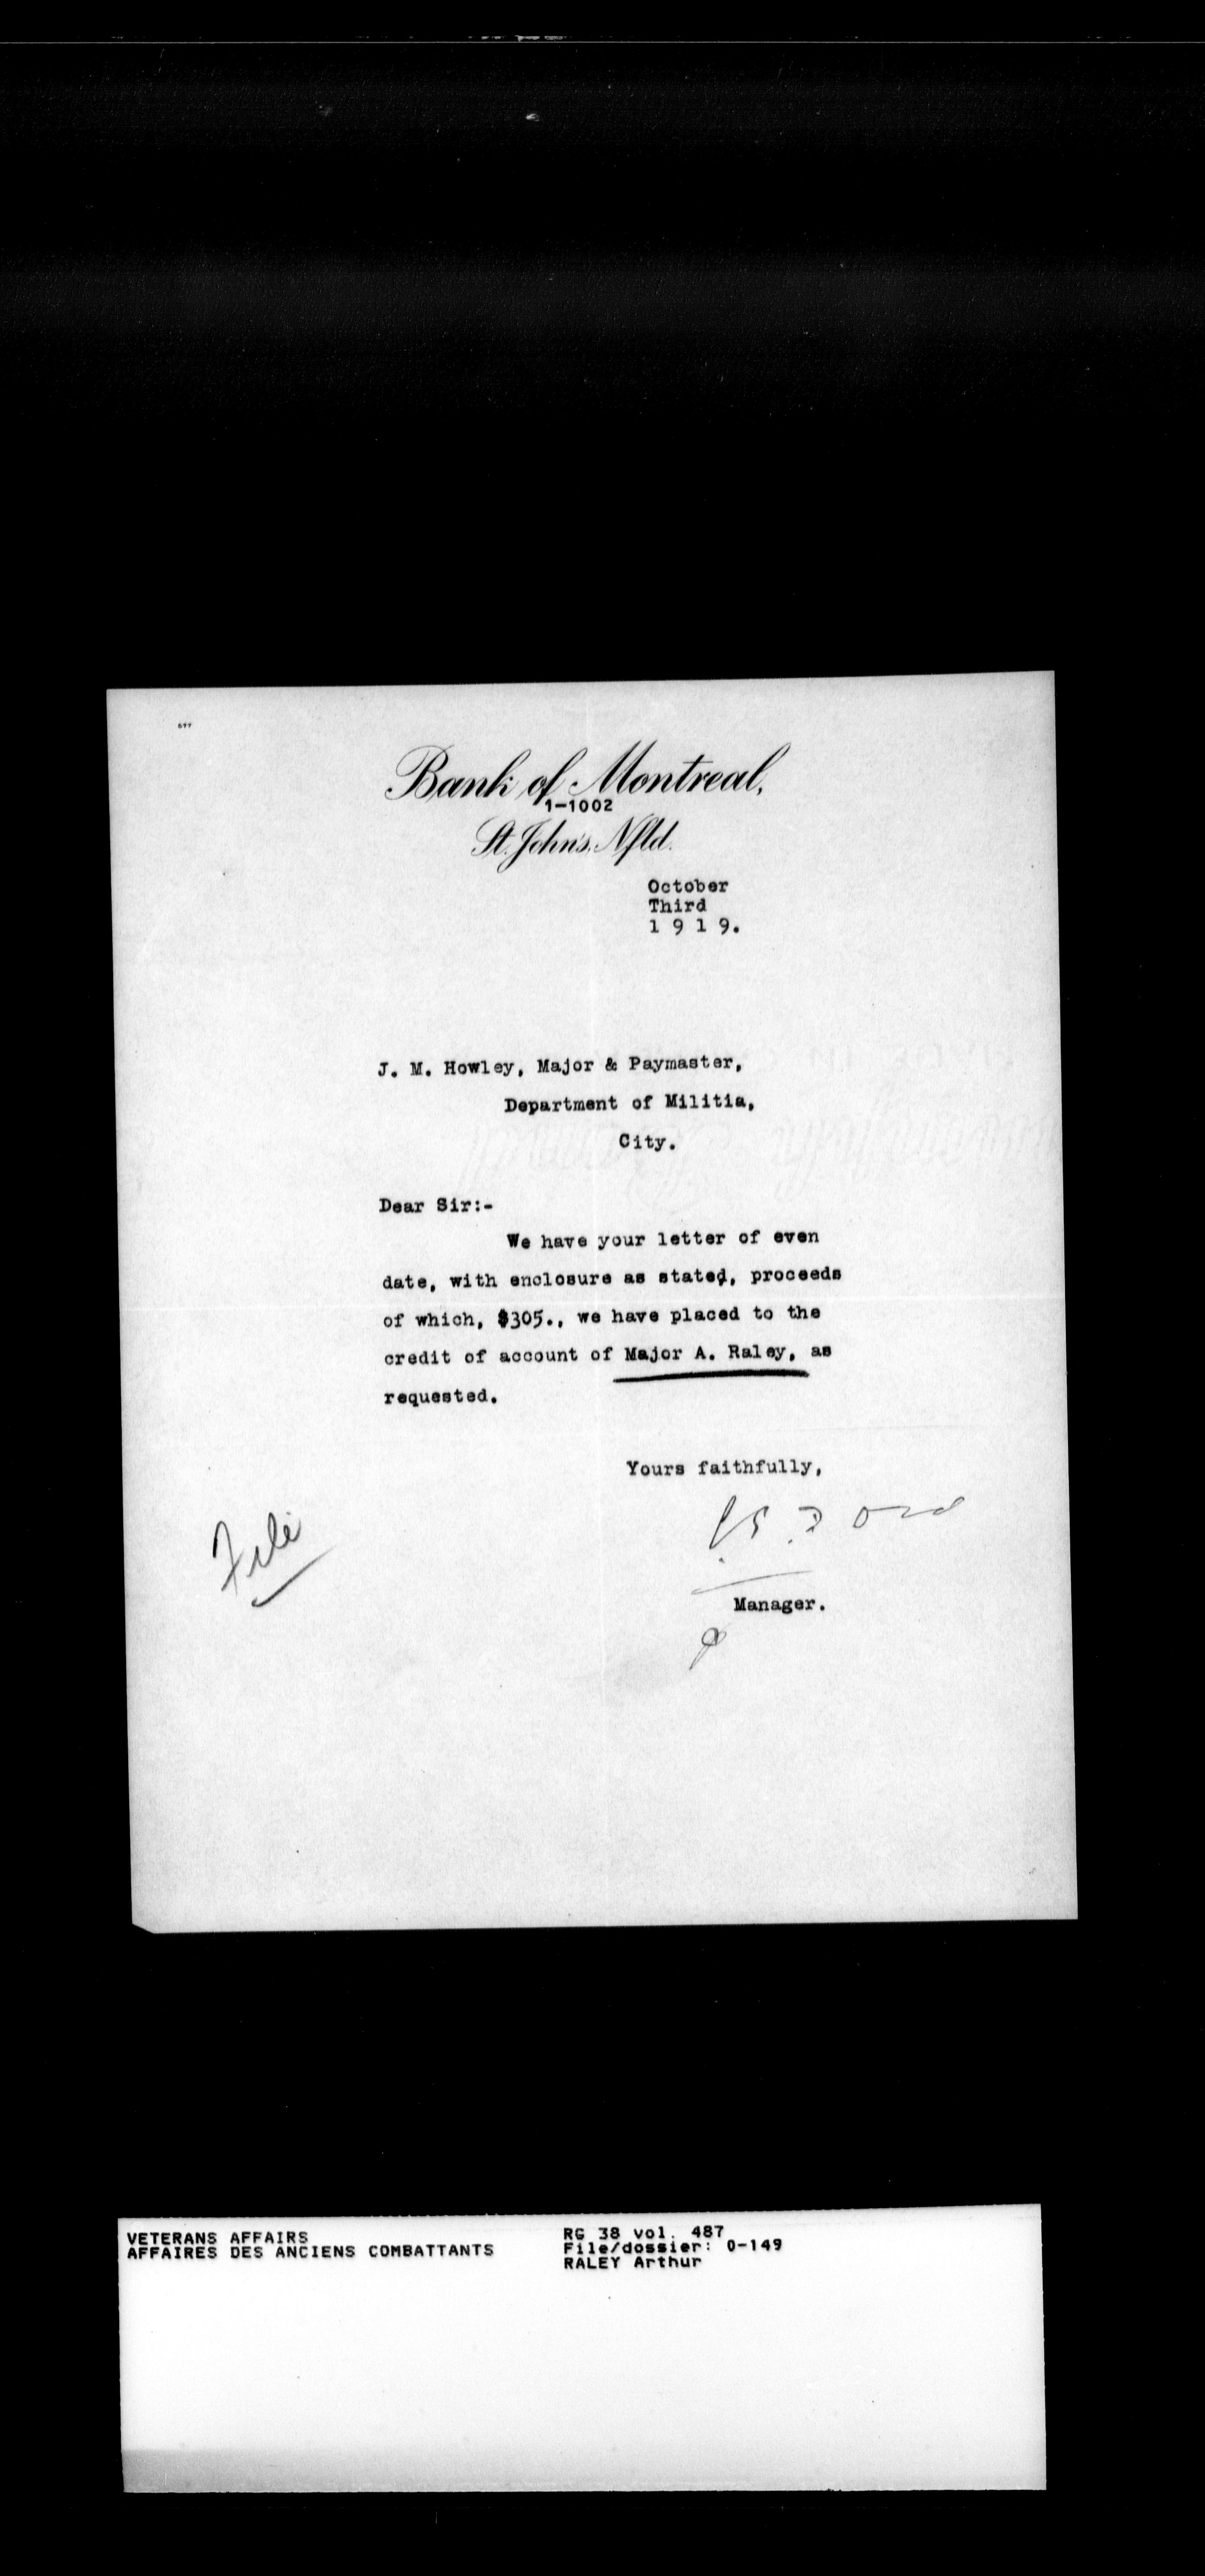 Bank of Montreal,
1-1002
St. John's, Nfld.
October
Third
1 9 1 9.
J. M. Howley, Major & Paymaster,
Department of Militia,
City.
Dear Sir:-
We have your letter of even
date, with enclosure as stated, proceeds
of which, $305., we have placed to the
credit of account of Major A. Raley, as
requested.
Yours faithfully,
File
Manager.
VETERANS AFFAIRS
AFFAIRES DES ANCIENS COMBATTANTS
RG 38 vol. 487
File/dossier: 0-149
RALEY Arthur